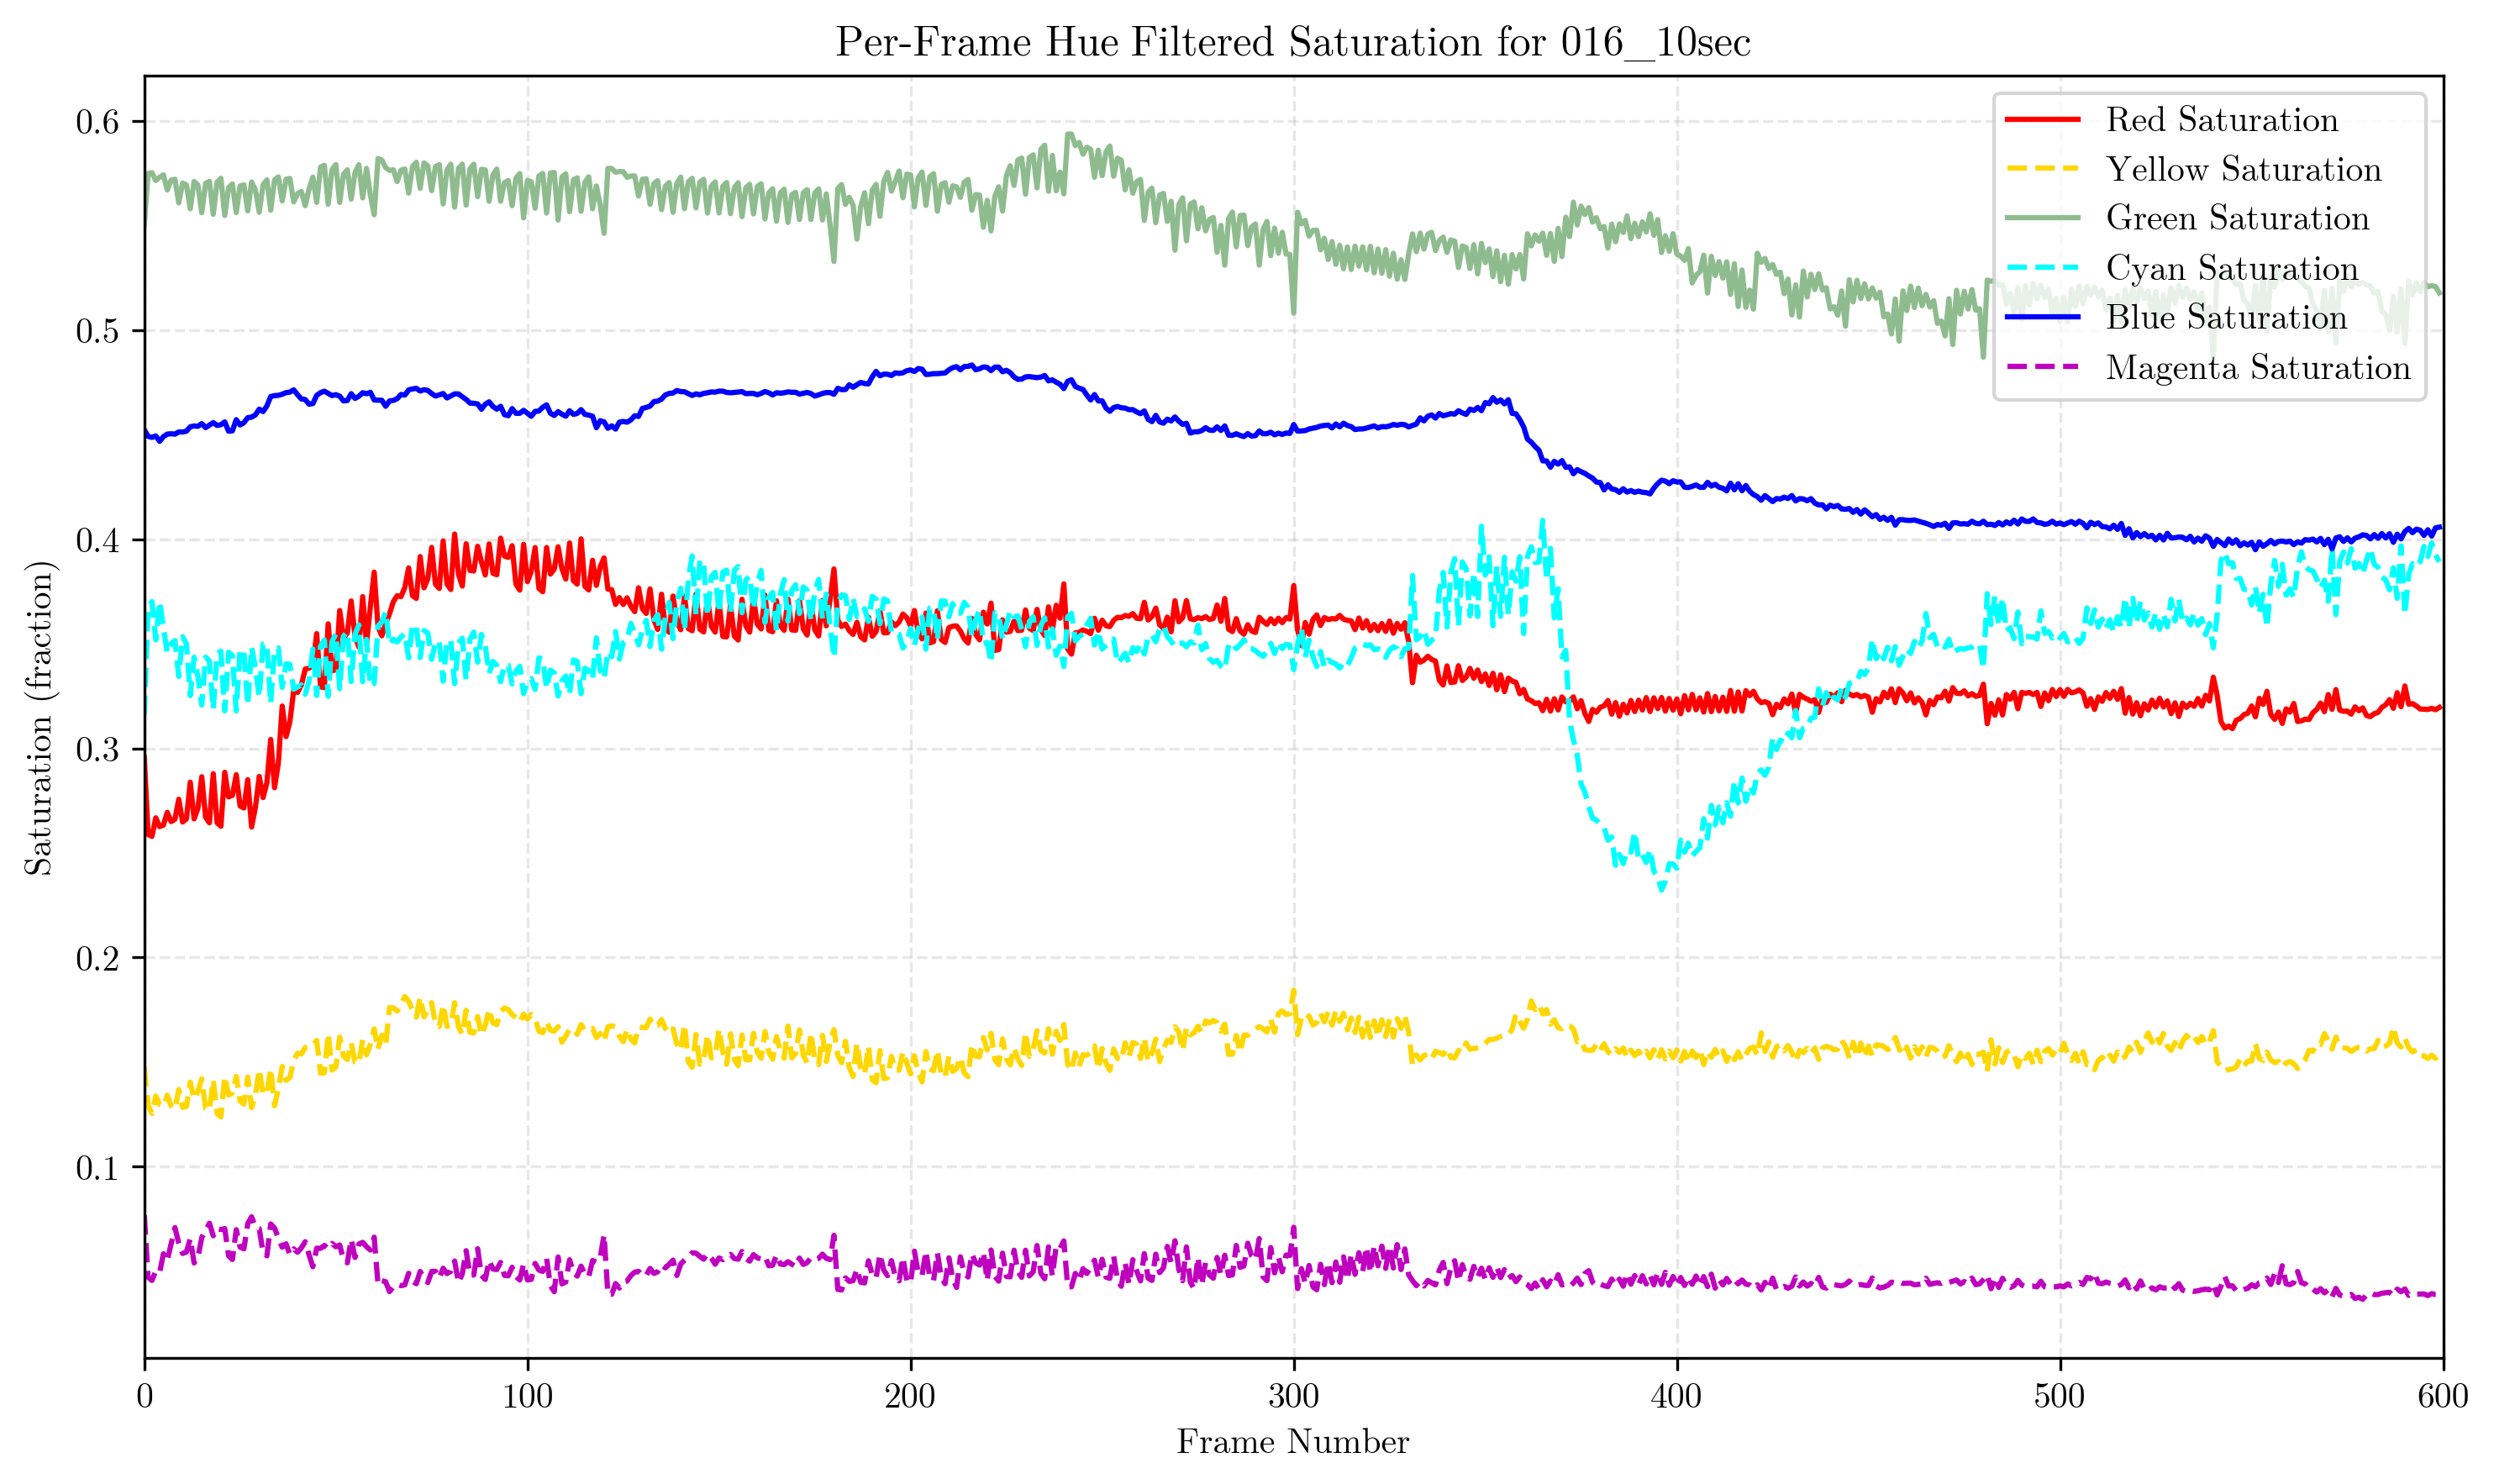 Per-Frame Hue Filtered Saturation for 016_10sec
Saturation (fraction)
0.6
0.5
0.4
0.3
0.2
0.1
Red Saturation
Yellow Saturation
Green Saturation
Cyan Saturation
Blue Saturation
Magenta Saturation
0 100 200 300 400 500 600
Frame Number